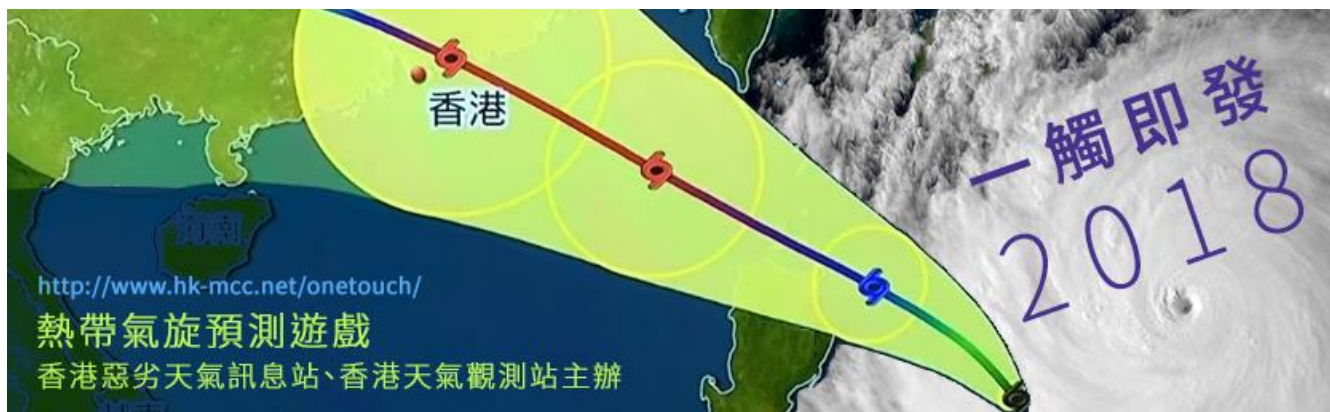 香港
一觸即發
2018
海南
http://www.hk-mcc.net/onetouch/
熱帶氣旋預測遊戲
香港惡劣天氣訊息站、香港天氣觀測站主辦